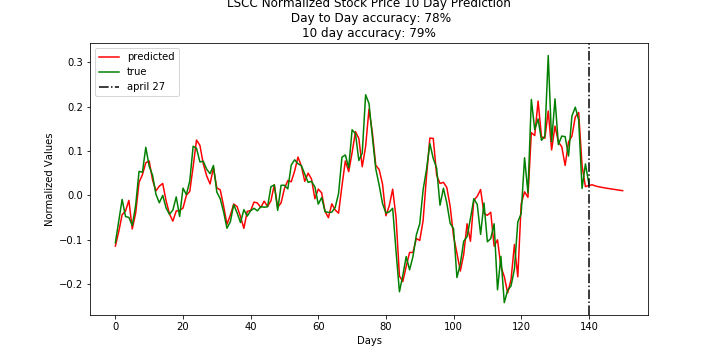 LSCC Normalized Stock Price 10 Day Prediction
Day to Day accuracy: 78%
10 day accuracy: 79%
predicted
true
april 27
Normalized Values
0.3
0.2
0.1
0.0
−0.1
−0.2
0
20
40
60
80
100
120
140
Days